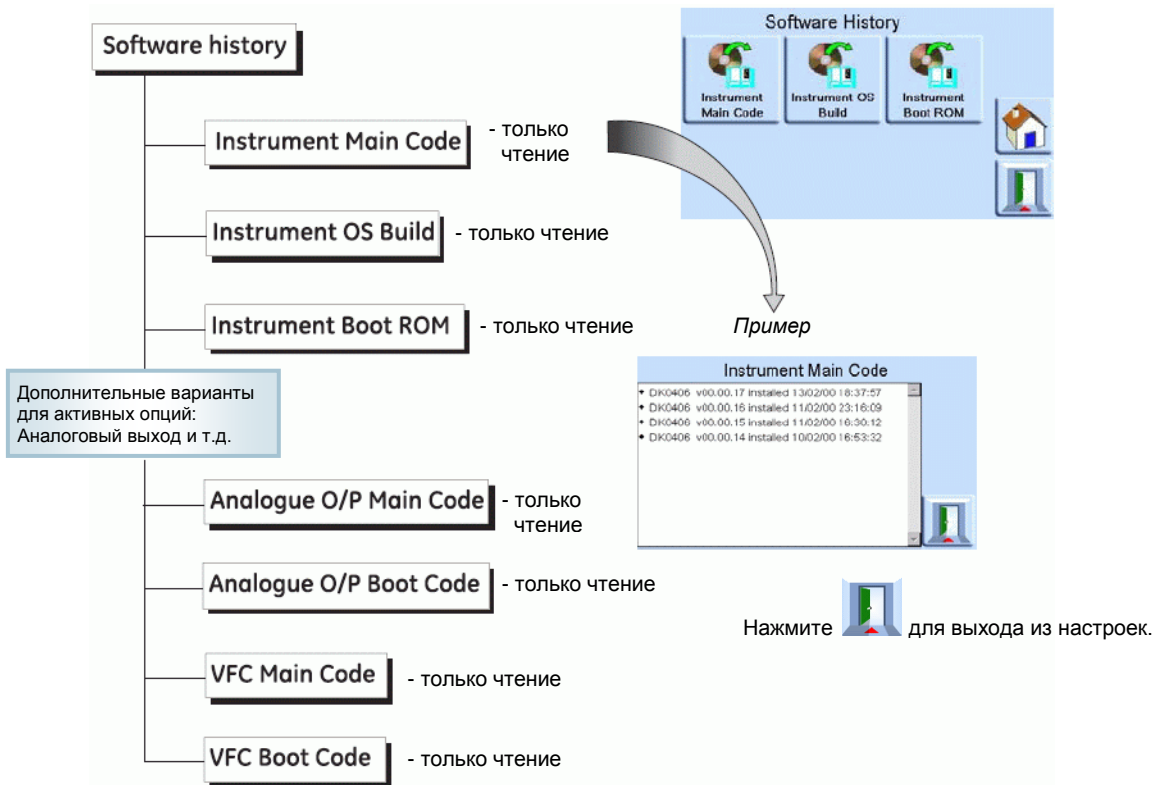 Software history
Instrument Main Code
- только
чтение
Instrument OS Build
- только чтение
Instrument Boot ROM
- только чтение
Дополнительные варианты
для активных опций:
Аналоговый выход и т.д.
Analogue O/P Main Code
- только
чтение
Analogue O/P Boot Code
- только чтение
VFC Main Code
- только чтение
VFC Boot Code
- только чтение
Software History
Instrument
Main Code
Instrument OS
Build
Instrument
Boot ROM
Пример
Instrument Main Code
DK0406 v00.00.17 installed 13/02/00 18:37:57
DK0406 v00.00.16 installed 11/02/00 23:16:09
DK0406 v00.00.15 installed 11/02/00 16:30:12
DK0406 v00.00.14 installed 10/02/00 16:53:32
Нажмите для выхода из настроек.